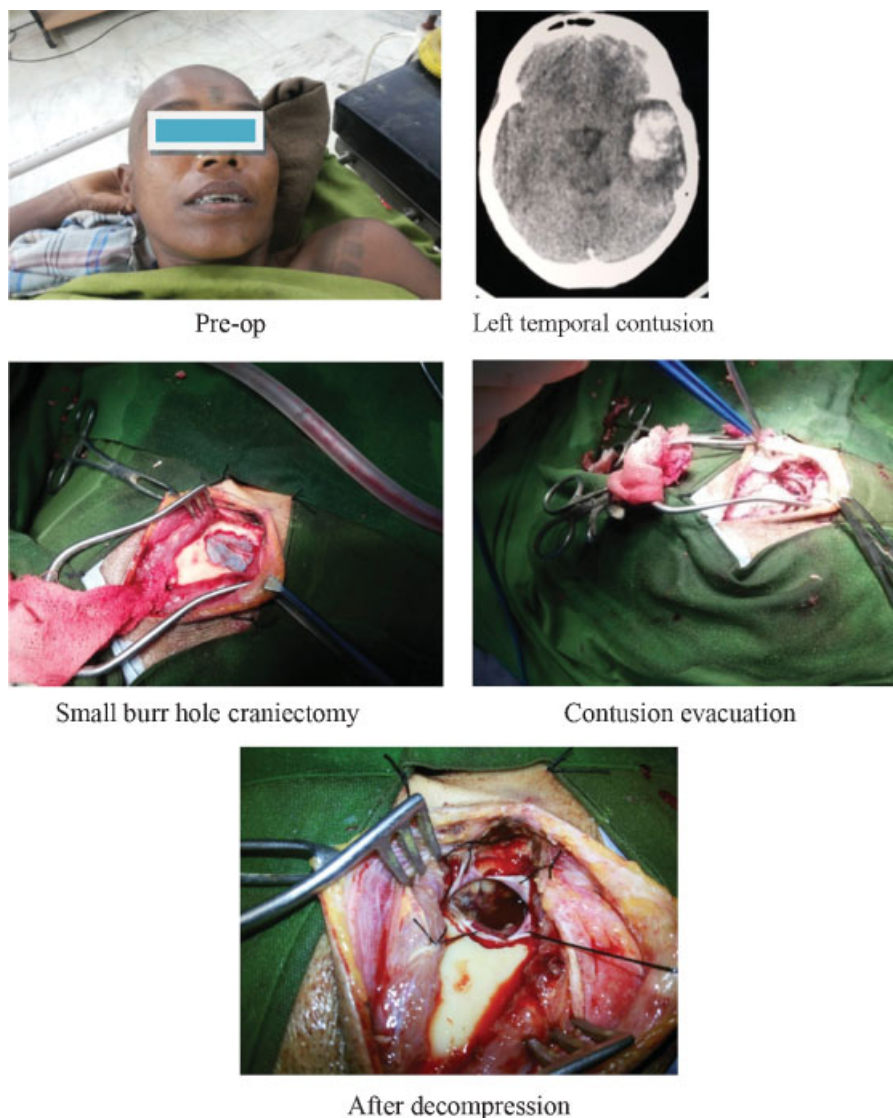 Pre-op
Left temporal contusion
Small burr hole craniectomy
Contusion evacuation
After decompression